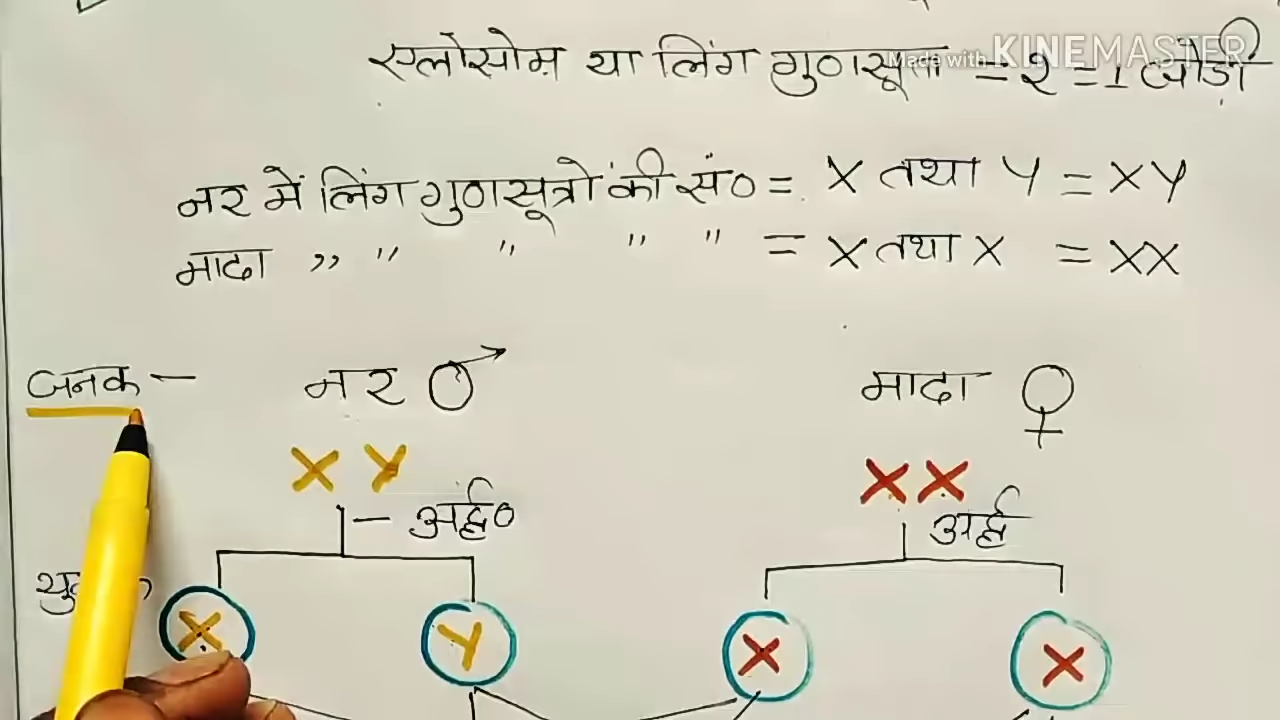 Made with KINEMASTER
एलोसोम या लिंग गुणसूत्र = 2 = 1 जोड़ी
नर में लिंग गुणसूत्रों की सं० = X तथा Y = XY
मादा ,, ,, ,, ,, ,, = X तथा X = XX
जनक – नर ♂ मादा ♀
X Y XX
– अर्द्ध० अर्द्ध
X Y X X